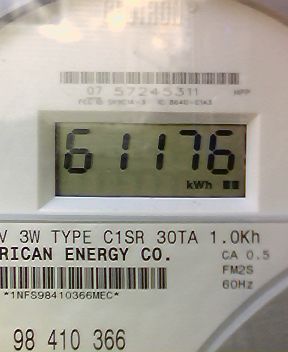 07 57245311
61176
kWh
V 3W TYPE C1SR 30TA 1.0Kh
RICAN ENERGY CO. CA 0.5
FM2S
*1NFS98410366MEC* 60Hz
98 410 366